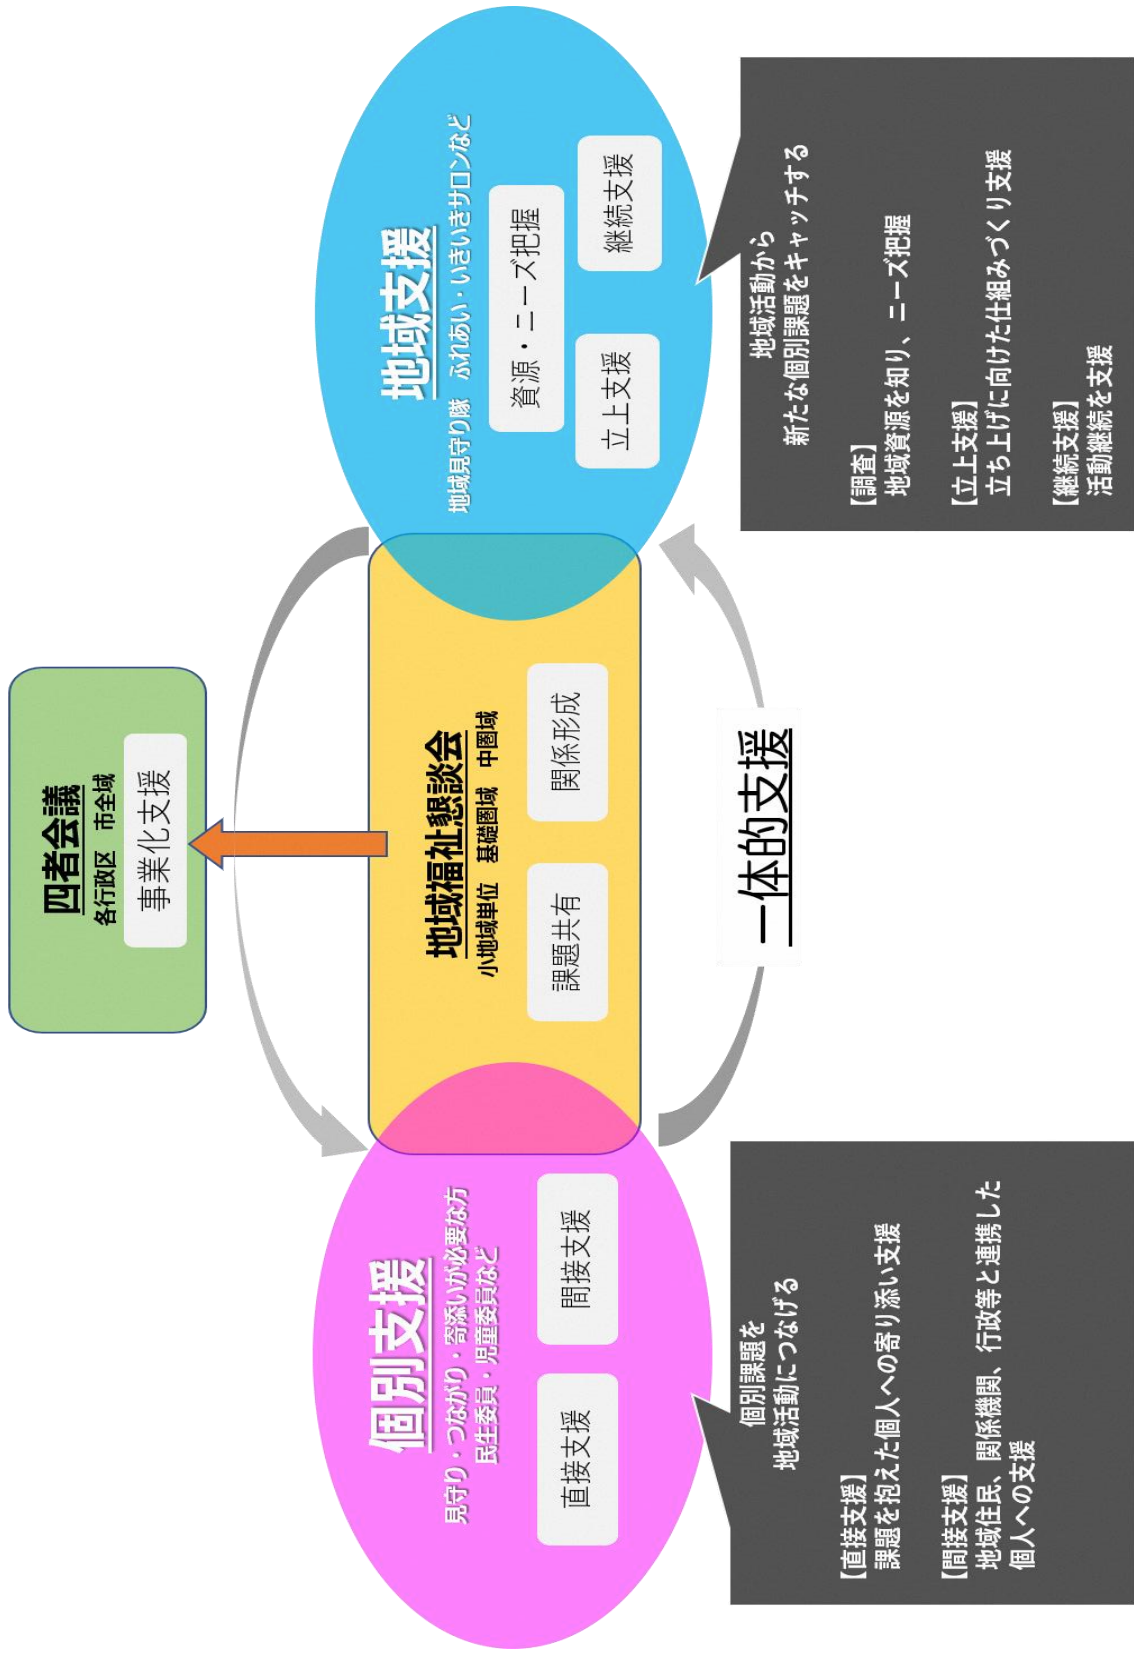 四者会議
各行政区　市全域
事業化支援
個別支援
見守り・つながり・寄添いが必要な方
民生委員・児童委員など
直接支援
間接支援
地域福祉懇談会
小地域単位　基礎圏域　中圏域
課題共有
関係形成
地域支援
地域見守り隊　ふれあい・いきいきサロンなど
資源・ニーズ把握
立上支援
継続支援
一体的支援
個別課題を
地域活動につなげる
【直接支援】
課題を抱えた個人への寄り添い支援
【間接支援】
地域住民、関係機関、行政等と連携した
個人への支援
地域活動から
新たな個別課題をキャッチする
【調査】
地域資源を知り、ニーズ把握
【立上支援】
立ち上げに向けた仕組みづくり支援
【継続支援】
活動継続を支援